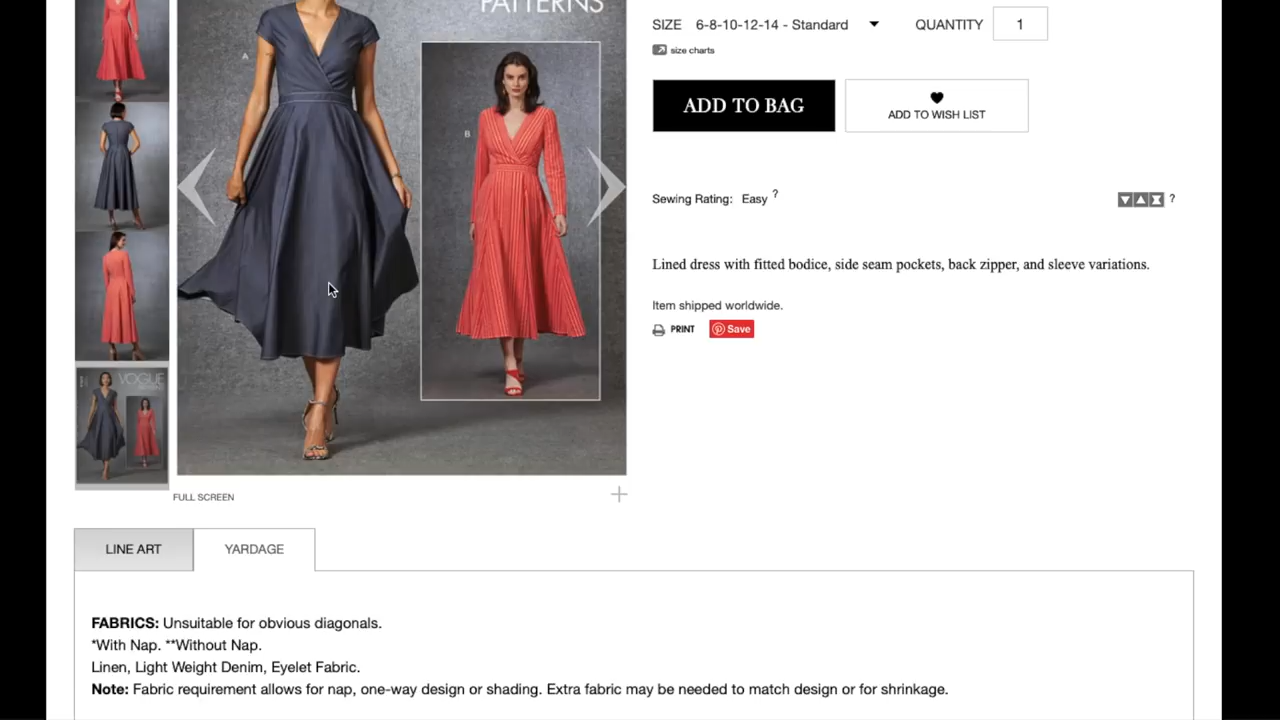 PATTERNS
A
B
VOGUE
SIZE 6-8-10-12-14 - Standard QUANTITY 1
size charts
ADD TO BAG
ADD TO WISH LIST
Sewing Rating: Easy ?
?
Lined dress with fitted bodice, side seam pockets, back zipper, and sleeve variations.
Item shipped worldwide.
PRINT Save
FULL SCREEN
LINE ART YARDAGE
FABRICS: Unsuitable for obvious diagonals.
*With Nap. **Without Nap.
Linen, Light Weight Denim, Eyelet Fabric.
Note: Fabric requirement allows for nap, one-way design or shading. Extra fabric may be needed to match design or for shrinkage.